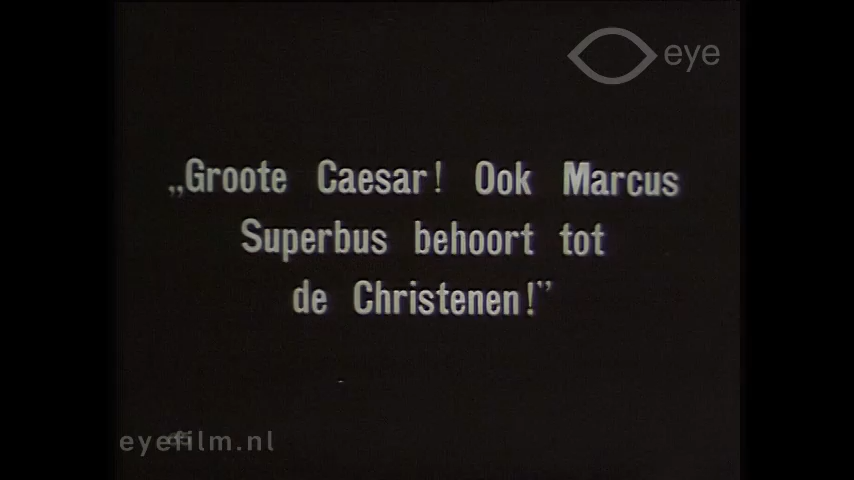 eye
„Groote Caesar! Ook Marcus
Superbus behoort tot
de Christenen!”
eyefilm.nl